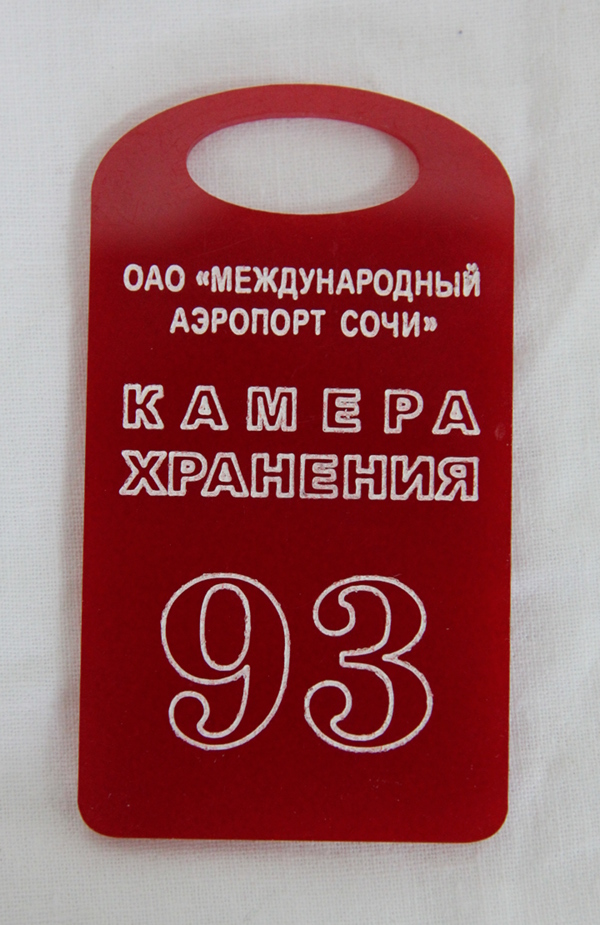 ОАО «МЕЖДУНАРОДНЫЙ
АЭРОПОРТ СОЧИ»
КАМЕРА
ХРАНЕНИЯ
93